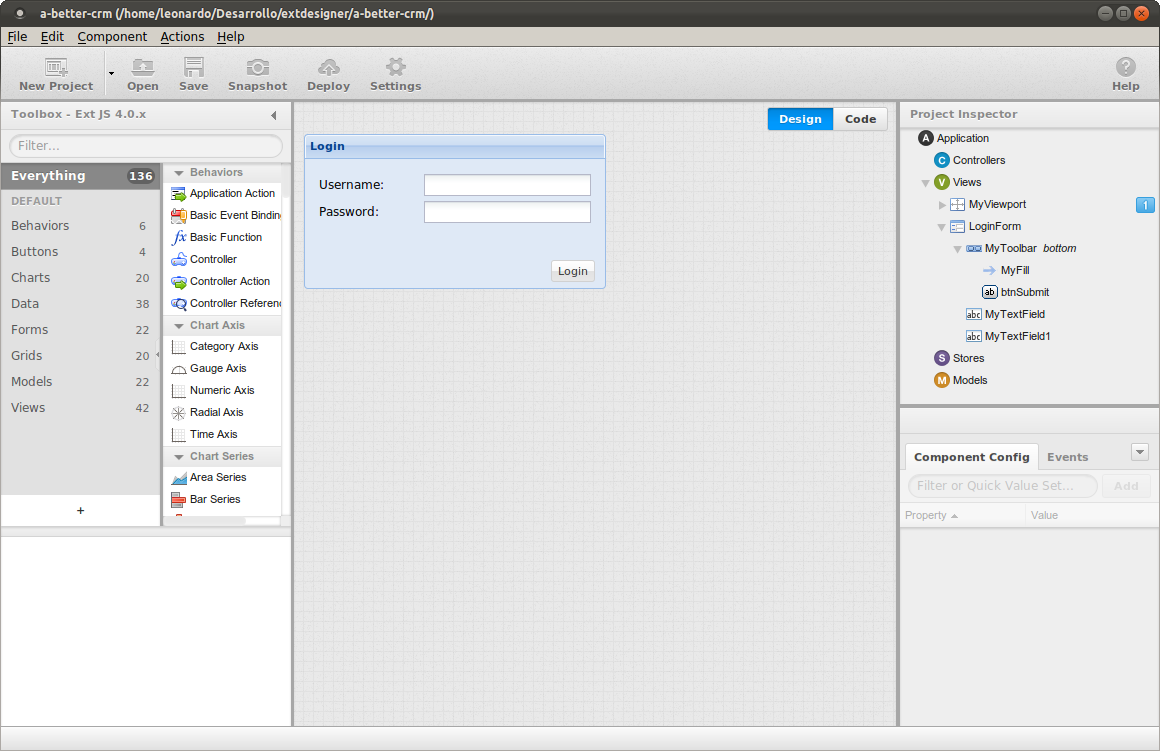 a-better-crm (/home/leonardo/Desarrollo/extdesigner/a-better-crm/)
File Edit Component Actions Help
New Project Open Save Snapshot Deploy Settings Help
Toolbox - Ext JS 4.0.x
Filter...
Everything 136
DEFAULT
Behaviors 6
Buttons 4
Charts 20
Data 38
Forms 22
Grids 20
Models 22
Views 42
+
Behaviors
Application Action
Basic Event Bindin
Basic Function
Controller
Controller Action
Controller Referen
Chart Axis
Category Axis
Gauge Axis
Numeric Axis
Radial Axis
Time Axis
Chart Series
Area Series
Bar Series
Design Code
Login
Username:
Password:
Login
Project Inspector
A Application
C Controllers
V Views
MyViewport 1
LoginForm
MyToolbar bottom
MyFill
ab btnSubmit
abc MyTextField
abc MyTextField1
S Stores
M Models
Component Config Events
Filter or Quick Value Set... Add
Property Value